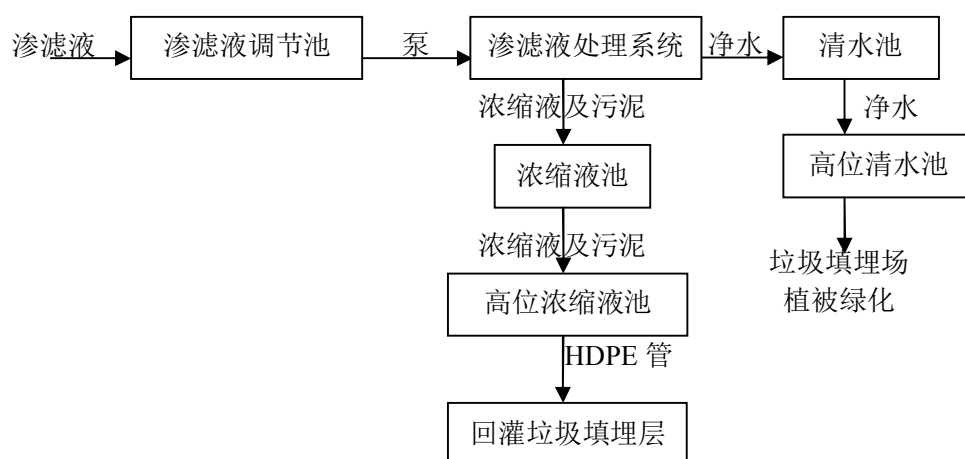 渗滤液
渗滤液调节池
泵
渗滤液处理系统
净水
清水池
浓缩液及污泥
净水
浓缩液池
高位清水池
浓缩液及污泥
垃圾填埋场
植被绿化
高位浓缩液池
HDPE 管
回灌垃圾填埋层